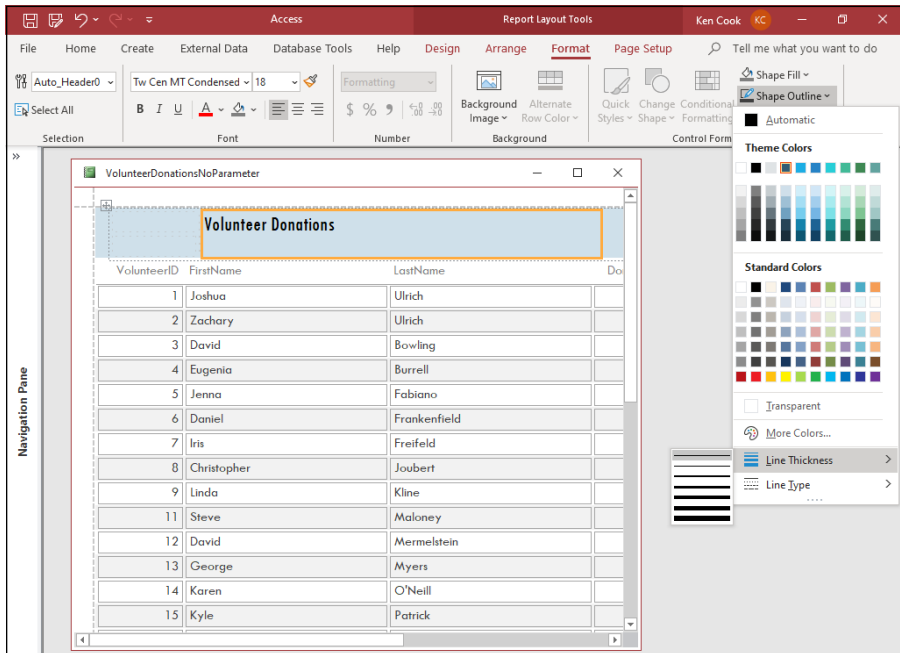 Access Report Layout Tools Ken Cook KC
File Home Create External Data Database Tools Help Design Arrange Format Page Setup Tell me what you want to do
Auto_Header0 Tw Cen MT Condensed 18 Formatting Shape Fill
Select All B I U A $ % 9 Background Image Alternate Row Color Quick Styles Change Shape Conditional Formatting Shape Outline
Selection Font Number Background Control Form
Automatic
Theme Colors
Standard Colors
Transparent
More Colors...
Line Thickness
Line Type
Navigation Pane
VolunteerDonationsNoParameter
Volunteer Donations
VolunteerID FirstName LastName Do
1 Joshua Ulrich
2 Zachary Ulrich
3 David Bowling
4 Eugenia Burrell
5 Jenna Fabiano
6 Daniel Frankenfield
7 Iris Freifeld
8 Christopher Joubert
9 Linda Kline
11 Steve Maloney
12 David Mermelstein
13 George Myers
14 Karen O'Neill
15 Kyle Patrick